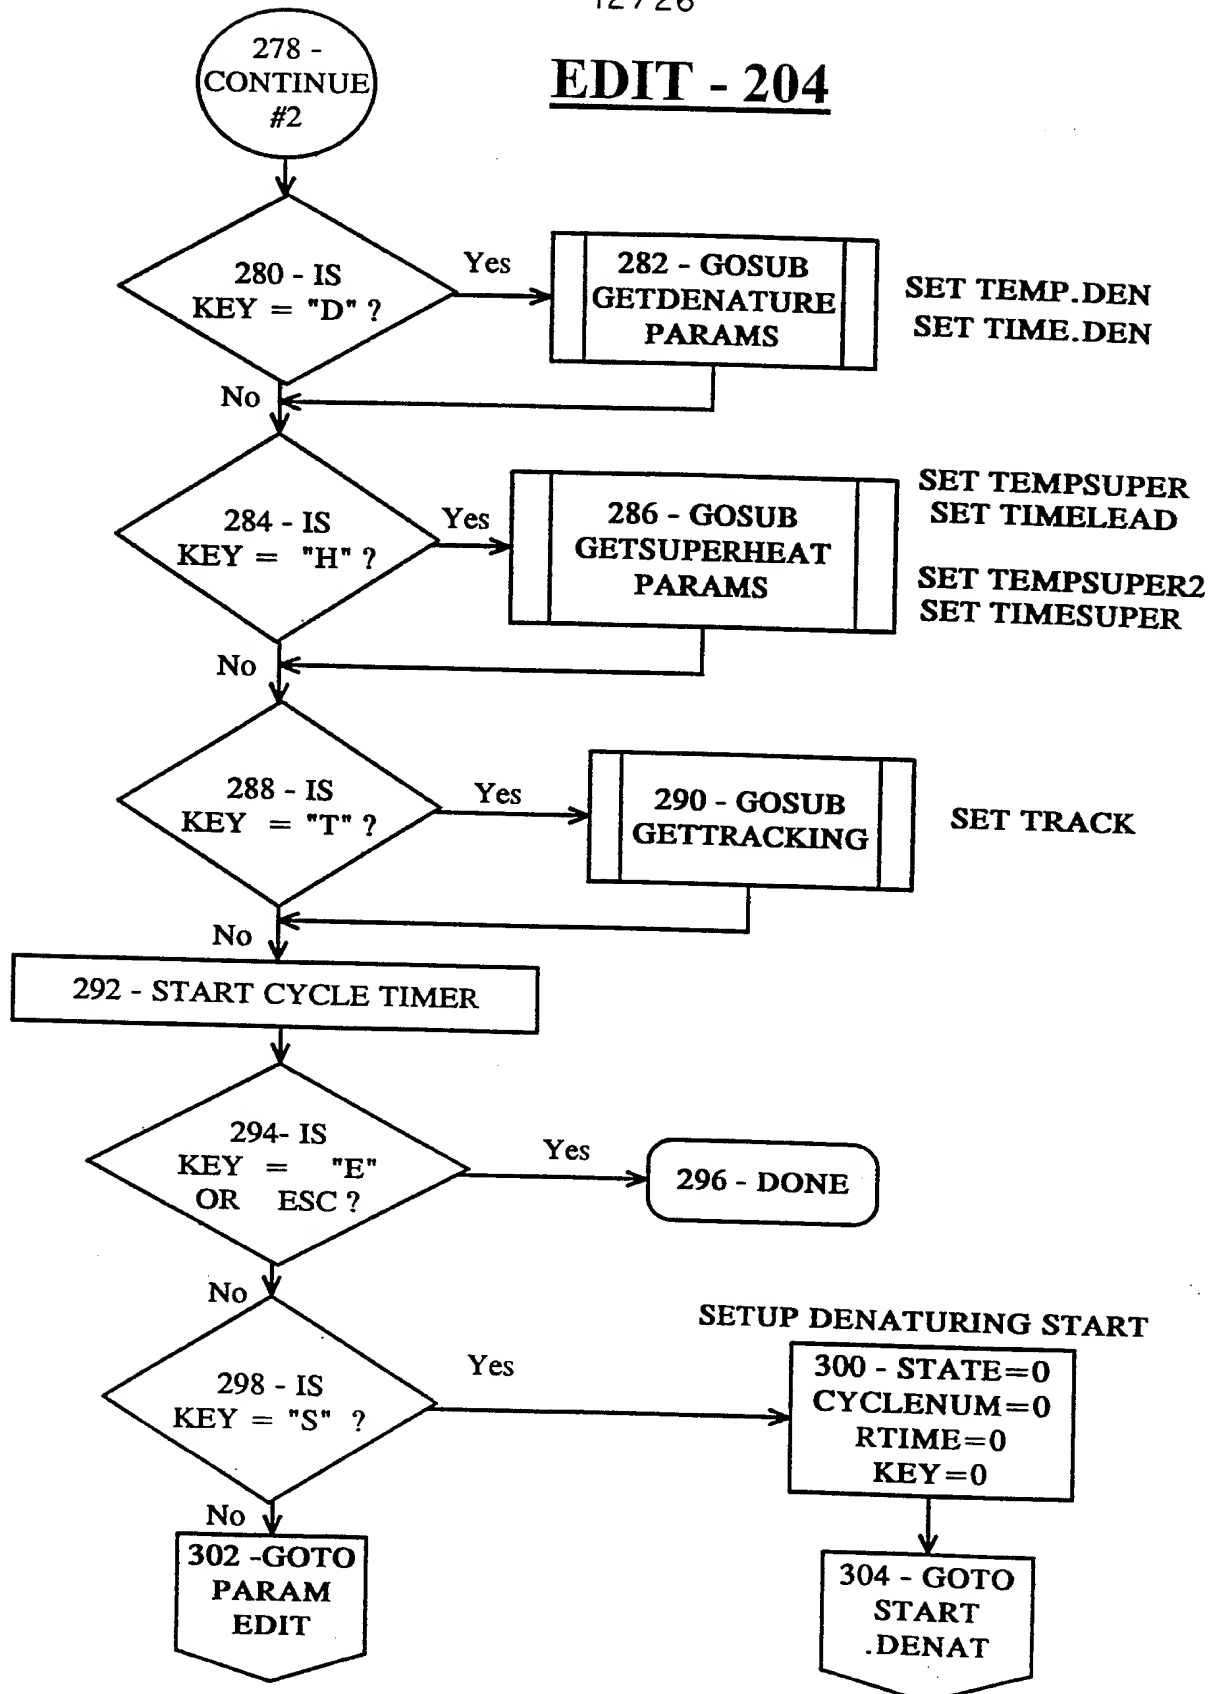 12/26
EDIT - 204
278 -
CONTINUE
#2
280 - IS
KEY = "D" ?
Yes
282 - GOSUB
GETDENATURE
PARAMS
SET TEMP.DEN
SET TIME.DEN
No
284 - IS
KEY = "H" ?
Yes
286 - GOSUB
GETSUPERHEAT
PARAMS
SET TEMPSUPER
SET TIMELEAD
SET TEMPSUPER2
SET TIMESUPER
No
288 - IS
KEY = "T" ?
Yes
290 - GOSUB
GETTRACKING
SET TRACK
No
292 - START CYCLE TIMER
294- IS
KEY = "E"
OR ESC ?
Yes
296 - DONE
No
298 - IS
KEY = "S" ?
Yes
SETUP DENATURING START
300 - STATE=0
CYCLENUM=0
RTIME=0
KEY=0
No
302 -GOTO
PARAM
EDIT
304 - GOTO
START
.DENAT